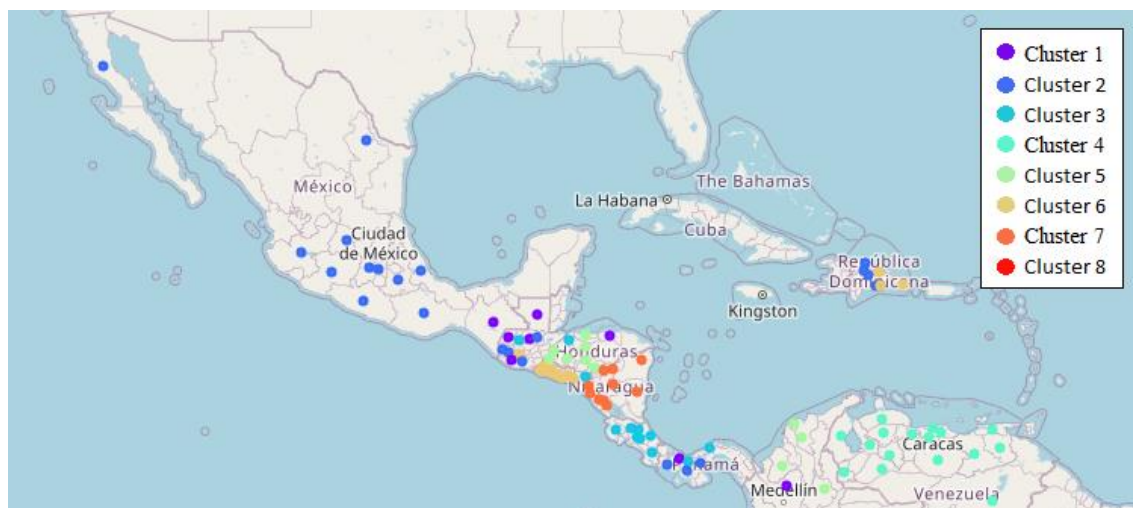 Cluster 1
Cluster 2
Cluster 3
Cluster 4
Cluster 5
Cluster 6
Cluster 7
Cluster 8
México
Ciudad
de México
La Habana
Cuba
The Bahamas
República
Dominicana
Kingston
Honduras
Nicaragua
Panamá
Medellín
Caracas
Venezuela